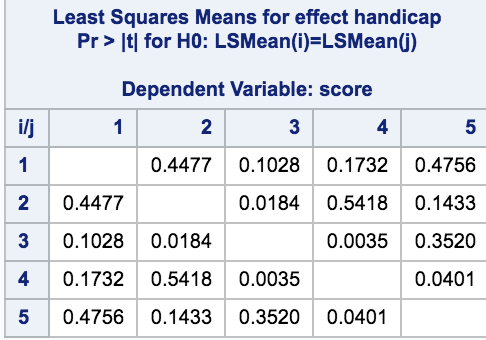 Least Squares Means for effect handicap
Pr > |t| for H0: LSMean(i)=LSMean(j)
Dependent Variable: score
i/j 1 2 3 4 5
1 0.4477 0.1028 0.1732 0.4756
2 0.4477 0.0184 0.5418 0.1433
3 0.1028 0.0184 0.0035 0.3520
4 0.1732 0.5418 0.0035 0.0401
5 0.4756 0.1433 0.3520 0.0401